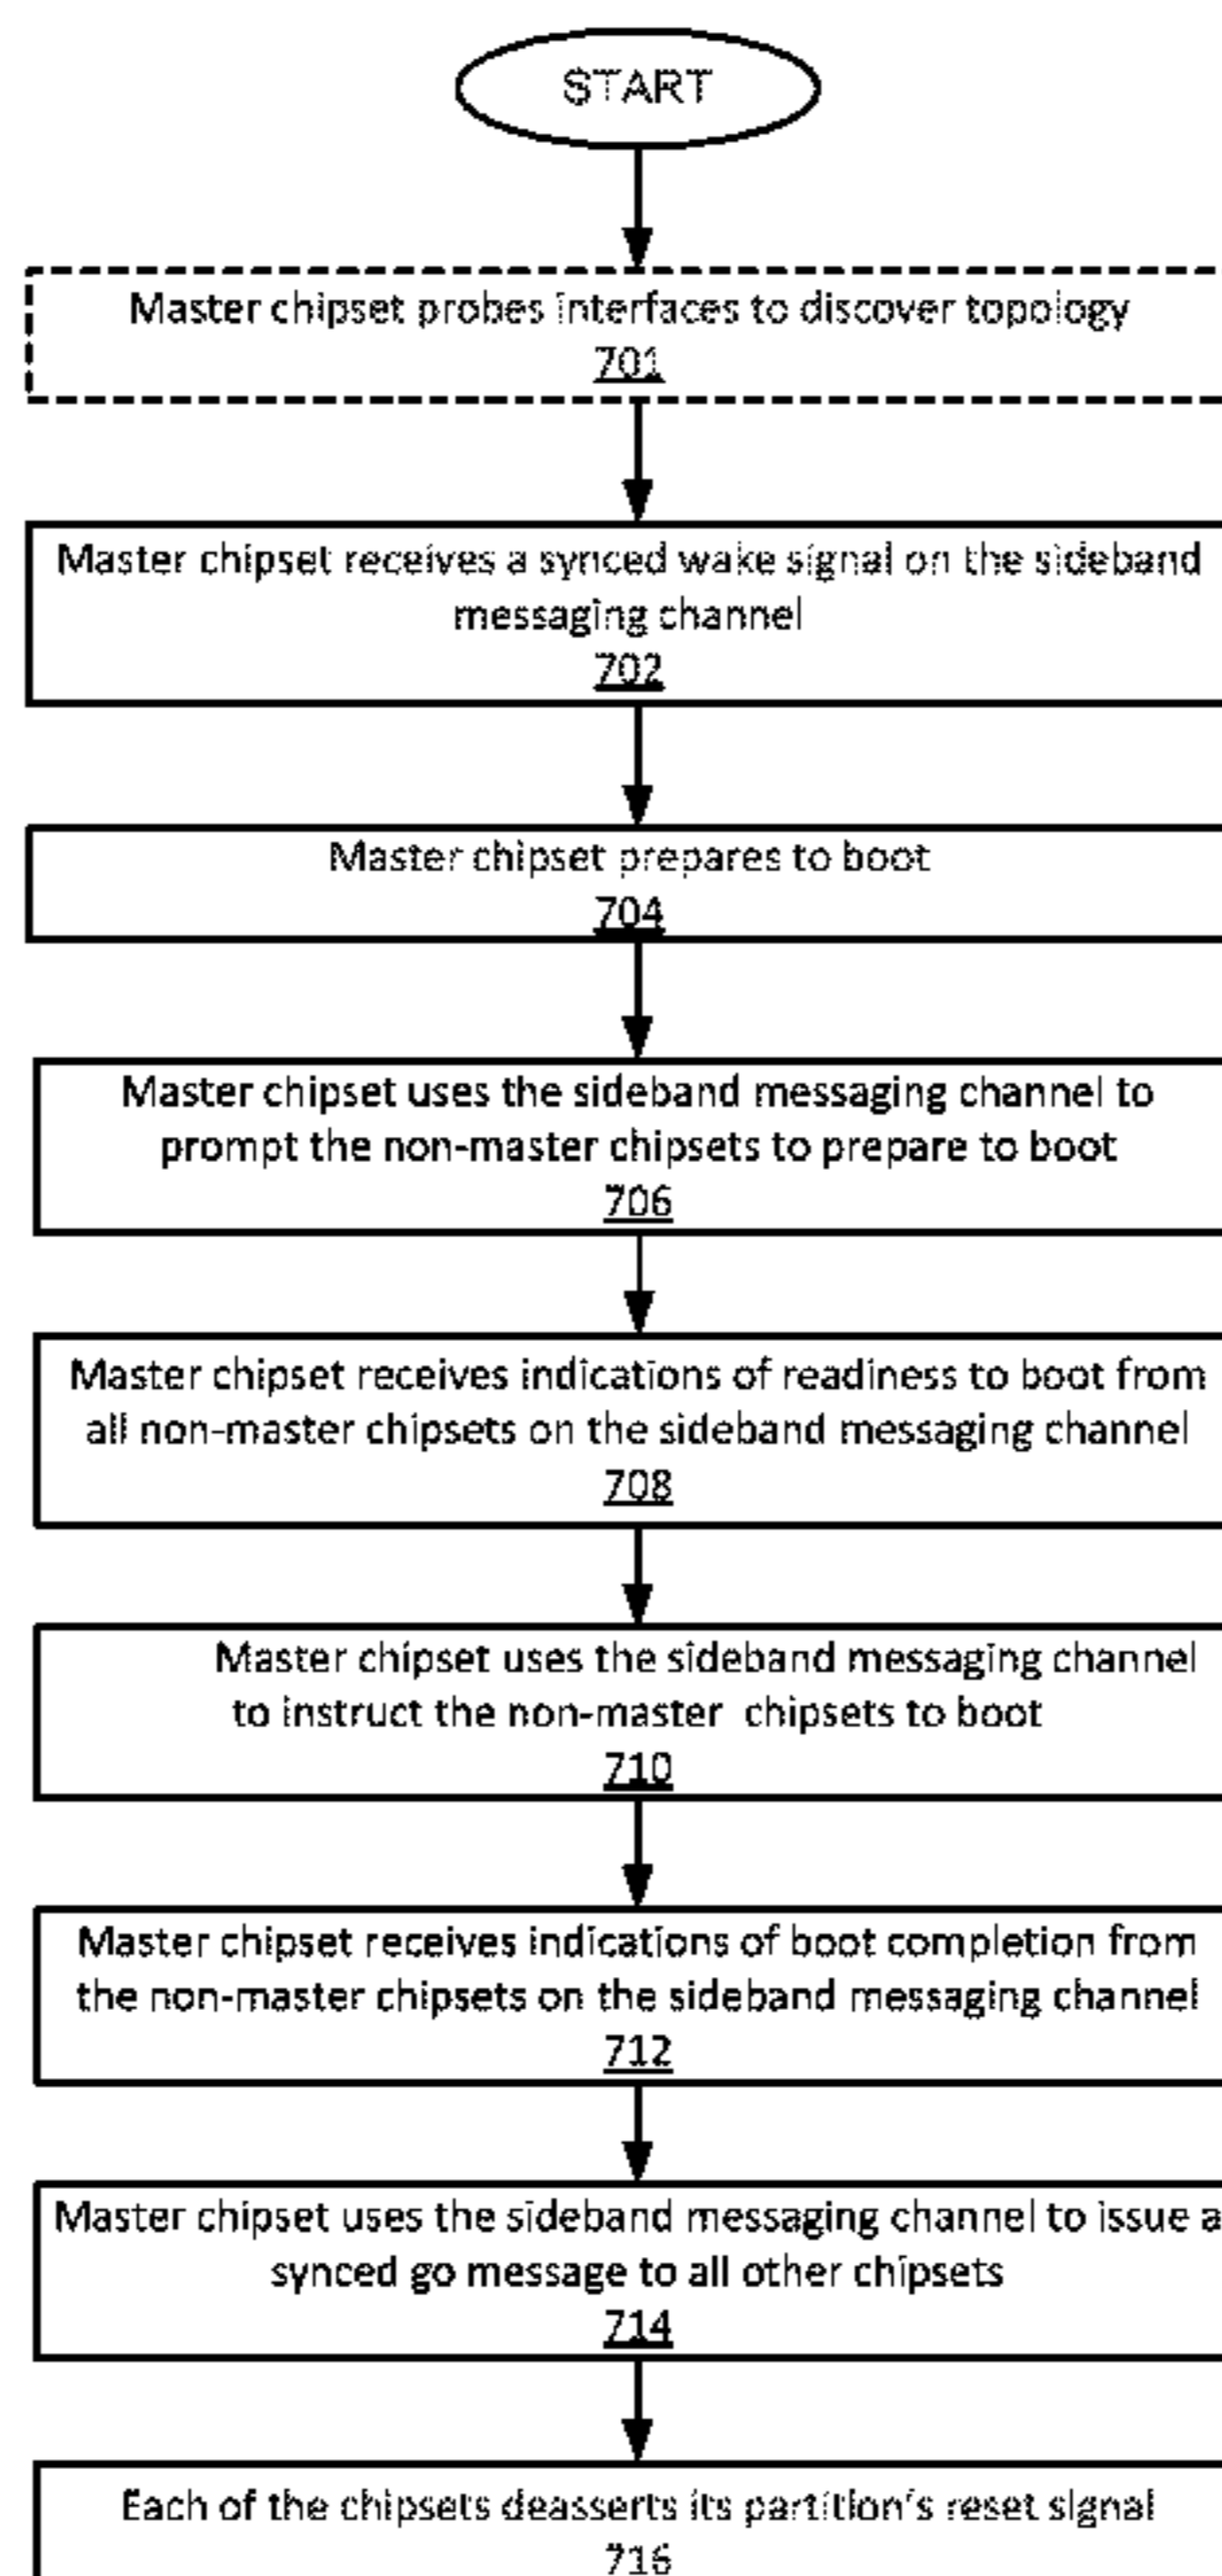 START
Master chipset probes interfaces to discover topology
701
Master chipset receives a synced wake signal on the sideband
messaging channel
702
Master chipset prepares to boot
704
Master chipset uses the sideband messaging channel to
prompt the non-master chipsets to prepare to boot
706
Master chipset receives indications of readiness to boot from
all non-master chipsets on the sideband messaging channel
708
Master chipset uses the sideband messaging channel
to instruct the non-master chipsets to boot
710
Master chipset receives indications of boot completion from
the non-master chipsets on the sideband messaging channel
712
Master chipset uses the sideband messaging channel to issue a
synced go message to all other chipsets
714
Each of the chipsets deasserts its partition's reset signal
716